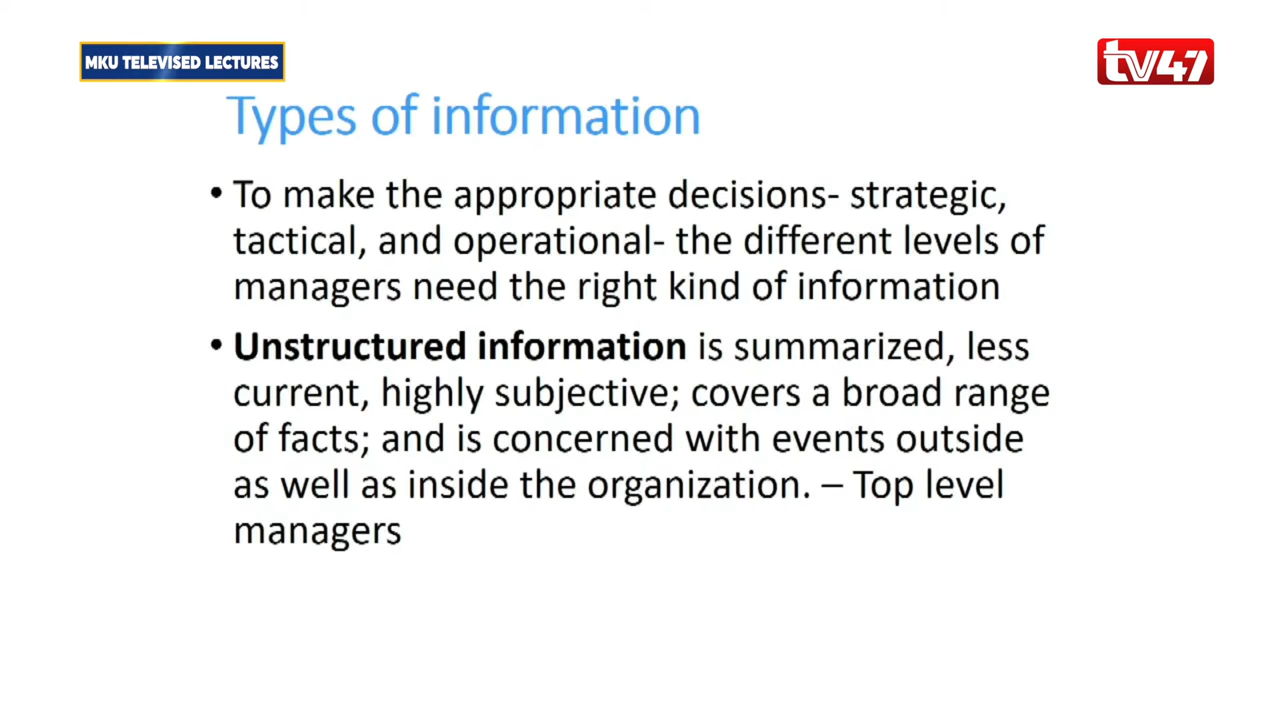 MKU TELEVISED LECTURES
tv47
Types of information
• To make the appropriate decisions- strategic,
tactical, and operational- the different levels of
managers need the right kind of information
• Unstructured information is summarized, less
current, highly subjective; covers a broad range
of facts; and is concerned with events outside
as well as inside the organization. – Top level
managers